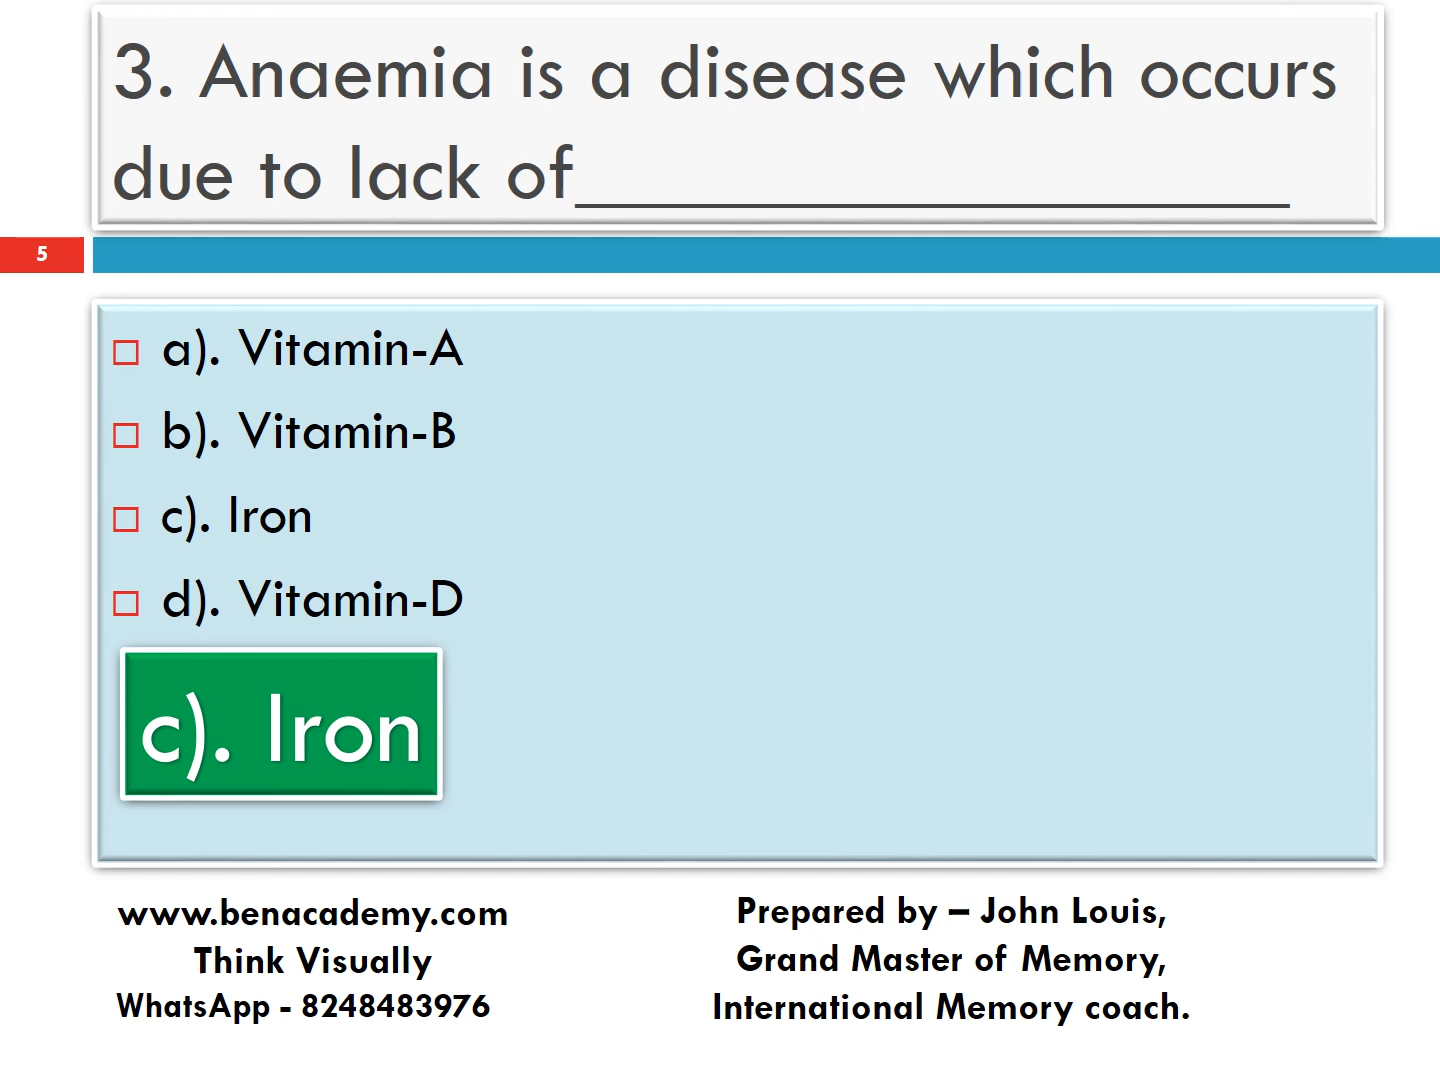 3. Anaemia is a disease which occurs
due to lack of___________________
5
a). Vitamin-A
b). Vitamin-B
c). Iron
d). Vitamin-D
c). Iron
www.benacademy.com
Think Visually
WhatsApp - 8248483976
Prepared by – John Louis,
Grand Master of Memory,
International Memory coach.